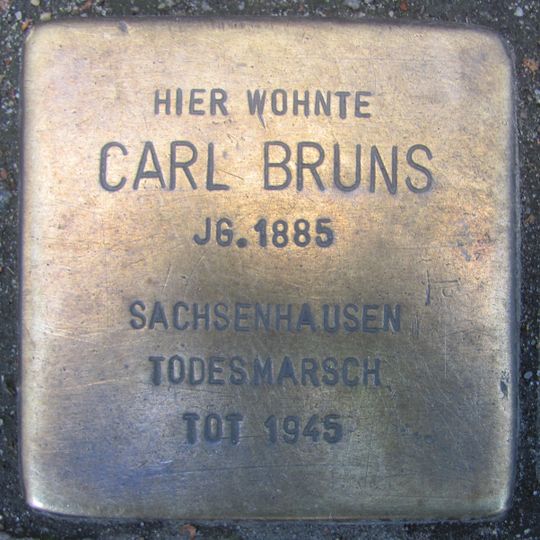 HIER WOHNTE
CARL BRUNS
JG.1885
SACHSENHAUSEN
TODESMARSCH
TOT 1945